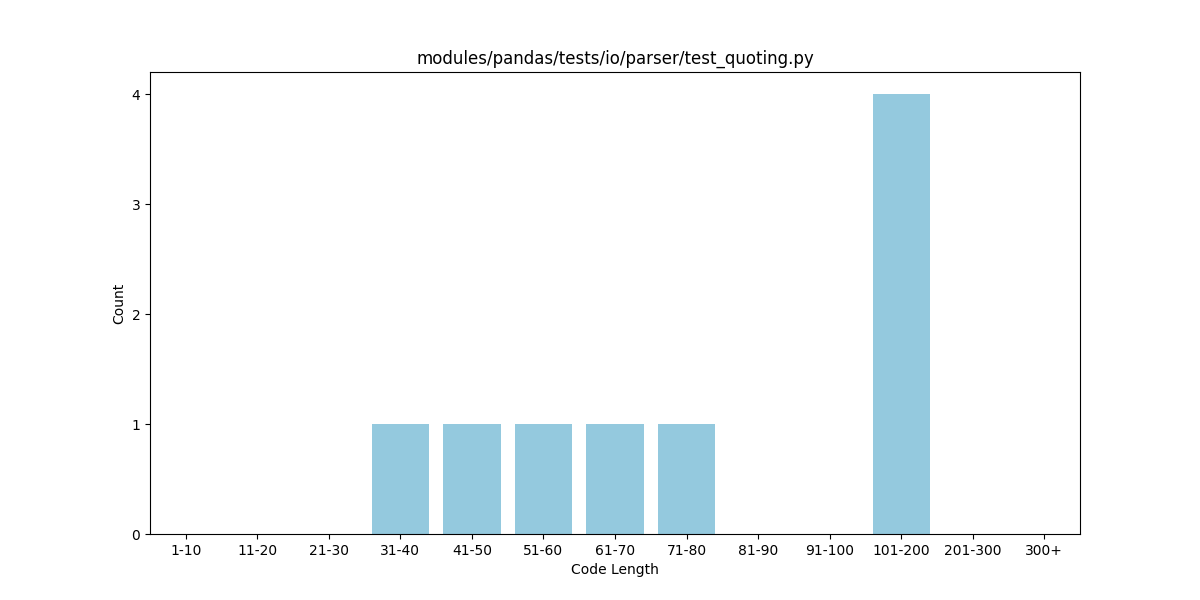 modules/pandas/tests/io/parser/test_quoting.py
4
3
2
1
0
Count
1-10 11-20 21-30 31-40 41-50 51-60 61-70 71-80 81-90 91-100 101-200 201-300 300+
Code Length